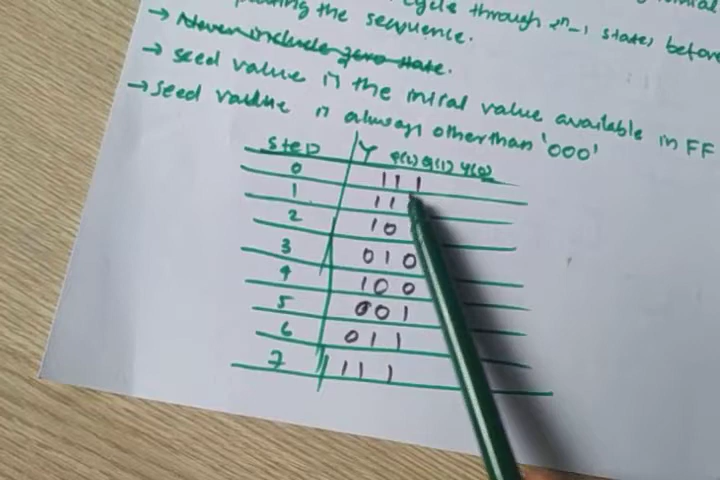 cycle through 2ⁿ-1 states before
the sequence.
→ Never include zero state.
→ seed value is the initial value available in FF
→ seed value is always other than '000'
Step Y
0 1 1 1
1 1 1
2 1 0
3 0 1 0
4 1 0 0
5 0 0 1
6 0 1 1
7 1 1 1